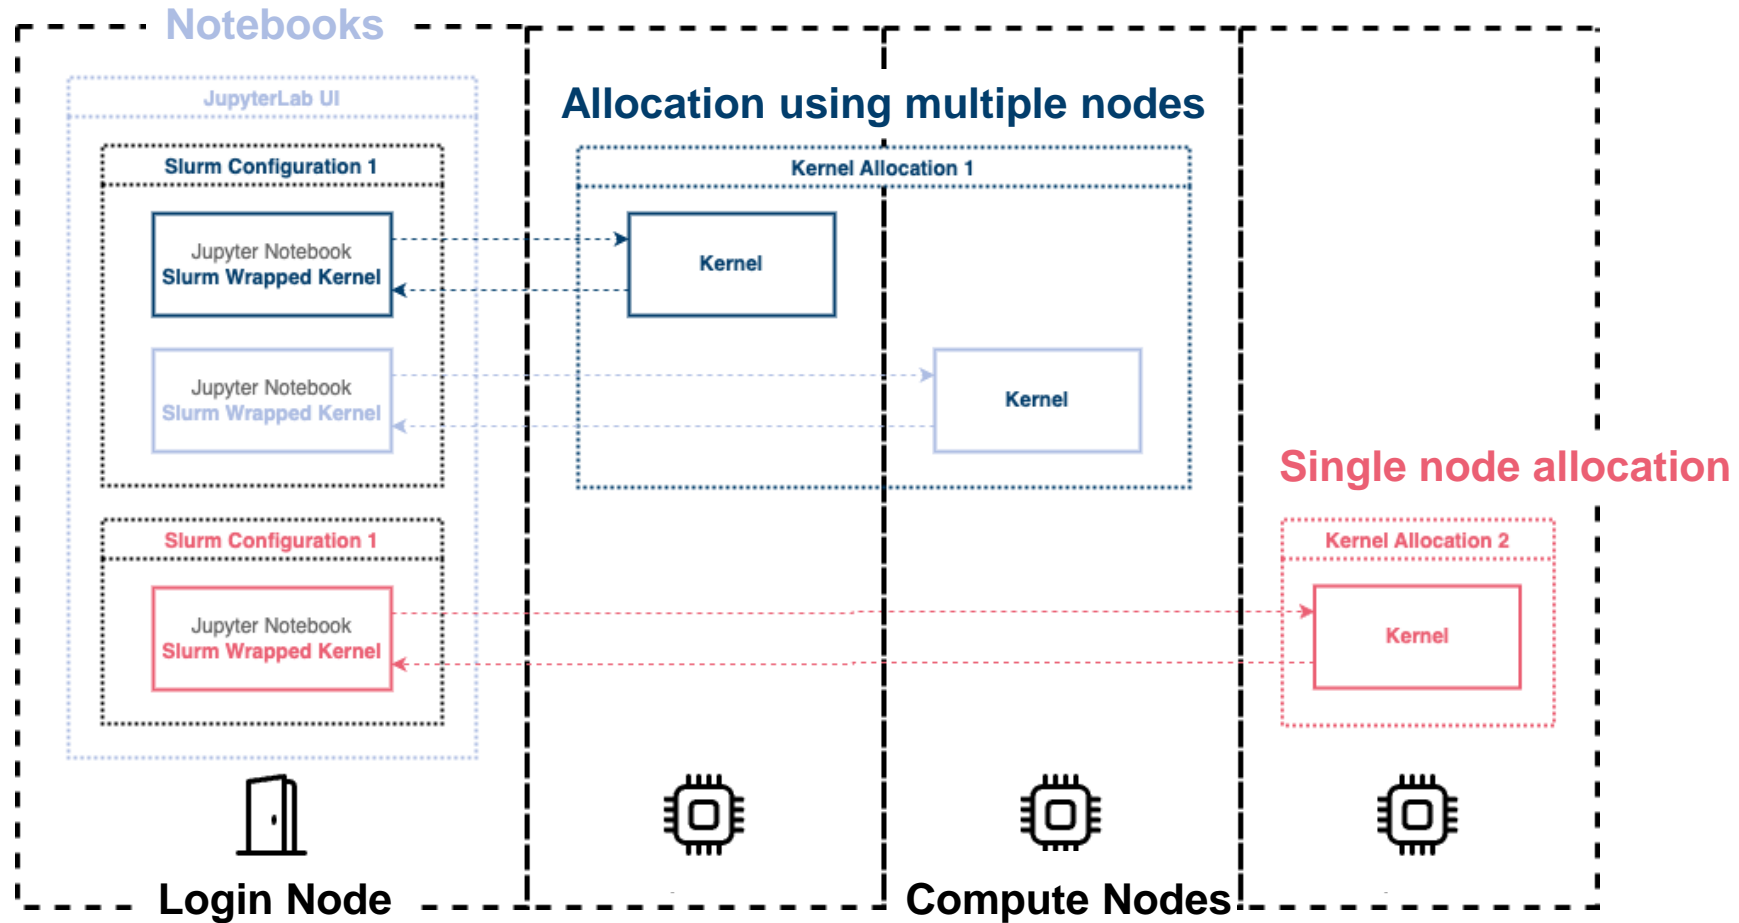 Notebooks
JupyterLab UI
Slurm Configuration 1
Jupyter Notebook
Slurm Wrapped Kernel
Jupyter Notebook
Slurm Wrapped Kernel
Slurm Configuration 1
Jupyter Notebook
Slurm Wrapped Kernel
Login Node
Allocation using multiple nodes
Kernel Allocation 1
Kernel
Kernel
Single node allocation
Kernel Allocation 2
Kernel
Compute Nodes